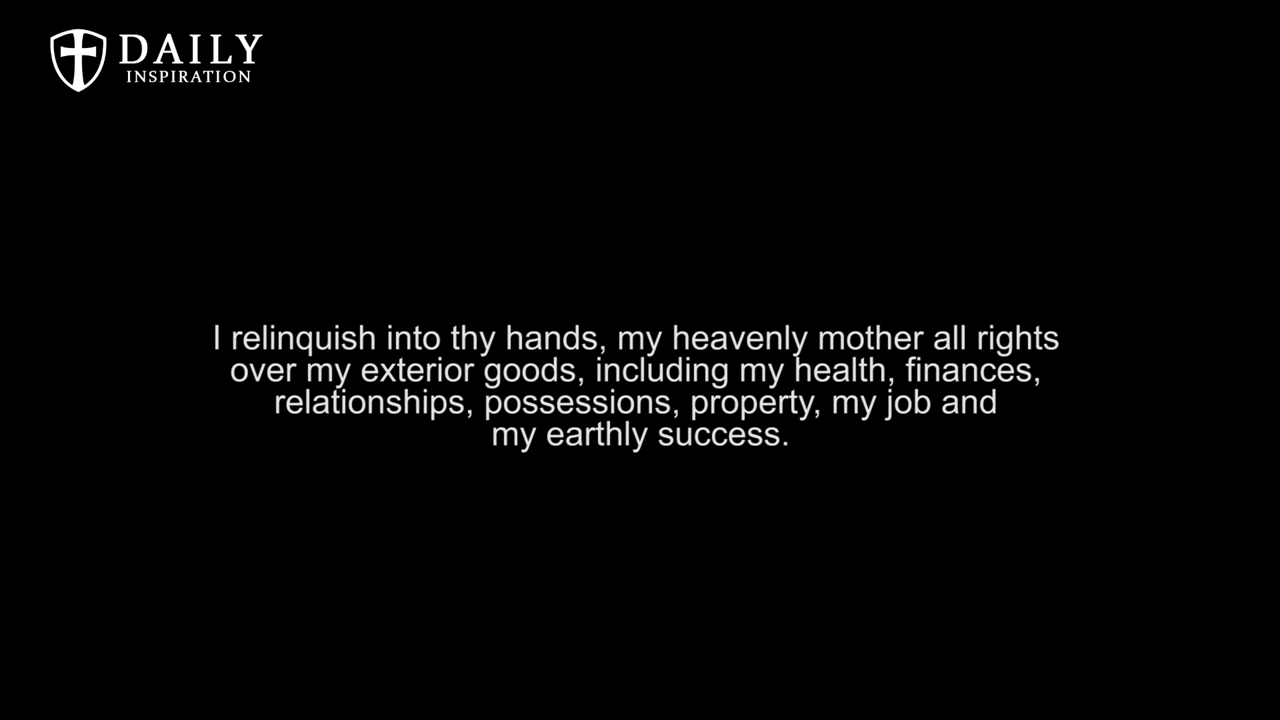 DAILY
INSPIRATION
I relinquish into thy hands, my heavenly mother all rights
over my exterior goods, including my health, finances,
relationships, possessions, property, my job and
my earthly success.